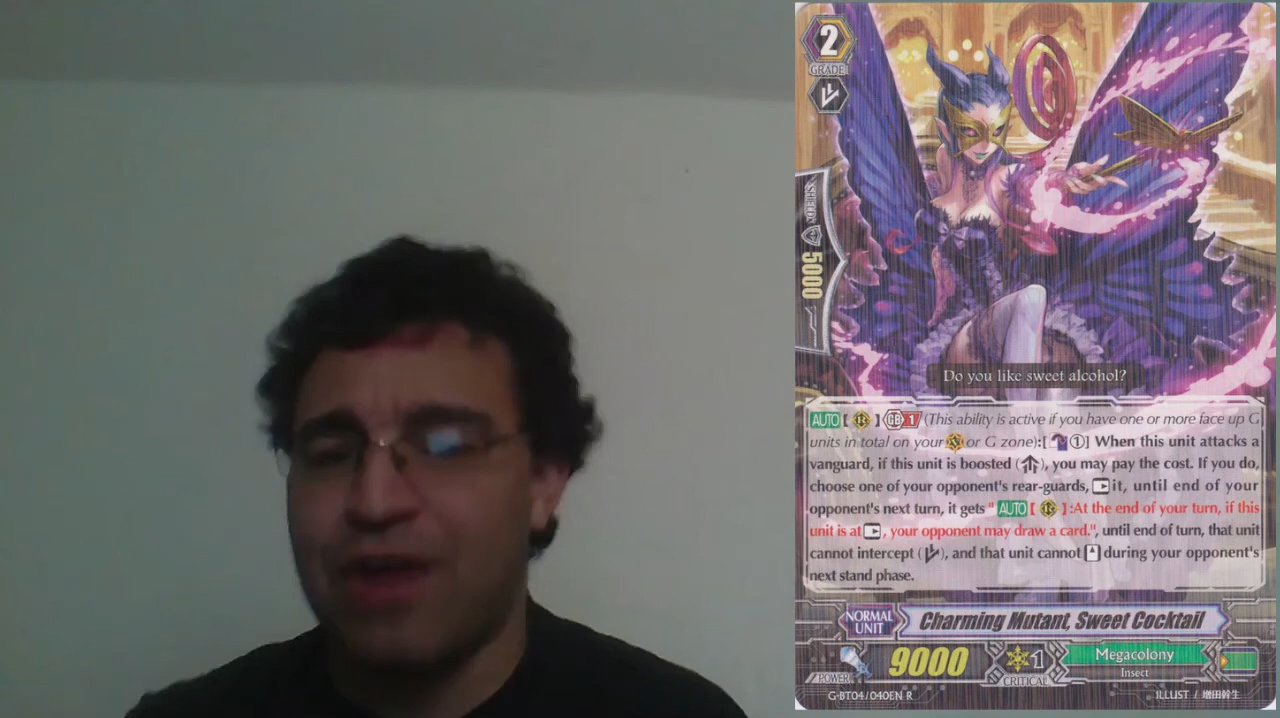 2
GRADE
SHIELD
5000
Do you like sweet alcohol?
AUTO [ R ] GB 1 (This ability is active if you have one or more face up G
units in total on your V or G zone):[ 1 ] When this unit attacks a
vanguard, if this unit is boosted ( ), you may pay the cost. If you do,
choose one of your opponent's rear-guards, it, until end of your
opponent's next turn, it gets " AUTO [ R ]:At the end of your turn, if this
unit is at , your opponent may draw a card.", until end of turn, that unit
cannot intercept ( ), and that unit cannot during your opponent's
next stand phase.
NORMAL
UNIT
Charming Mutant, Sweet Cocktail
POWER
9000
1
CRITICAL
Megacolony
Insect
G-BT04/040EN R
ILLUST / 増田幹生